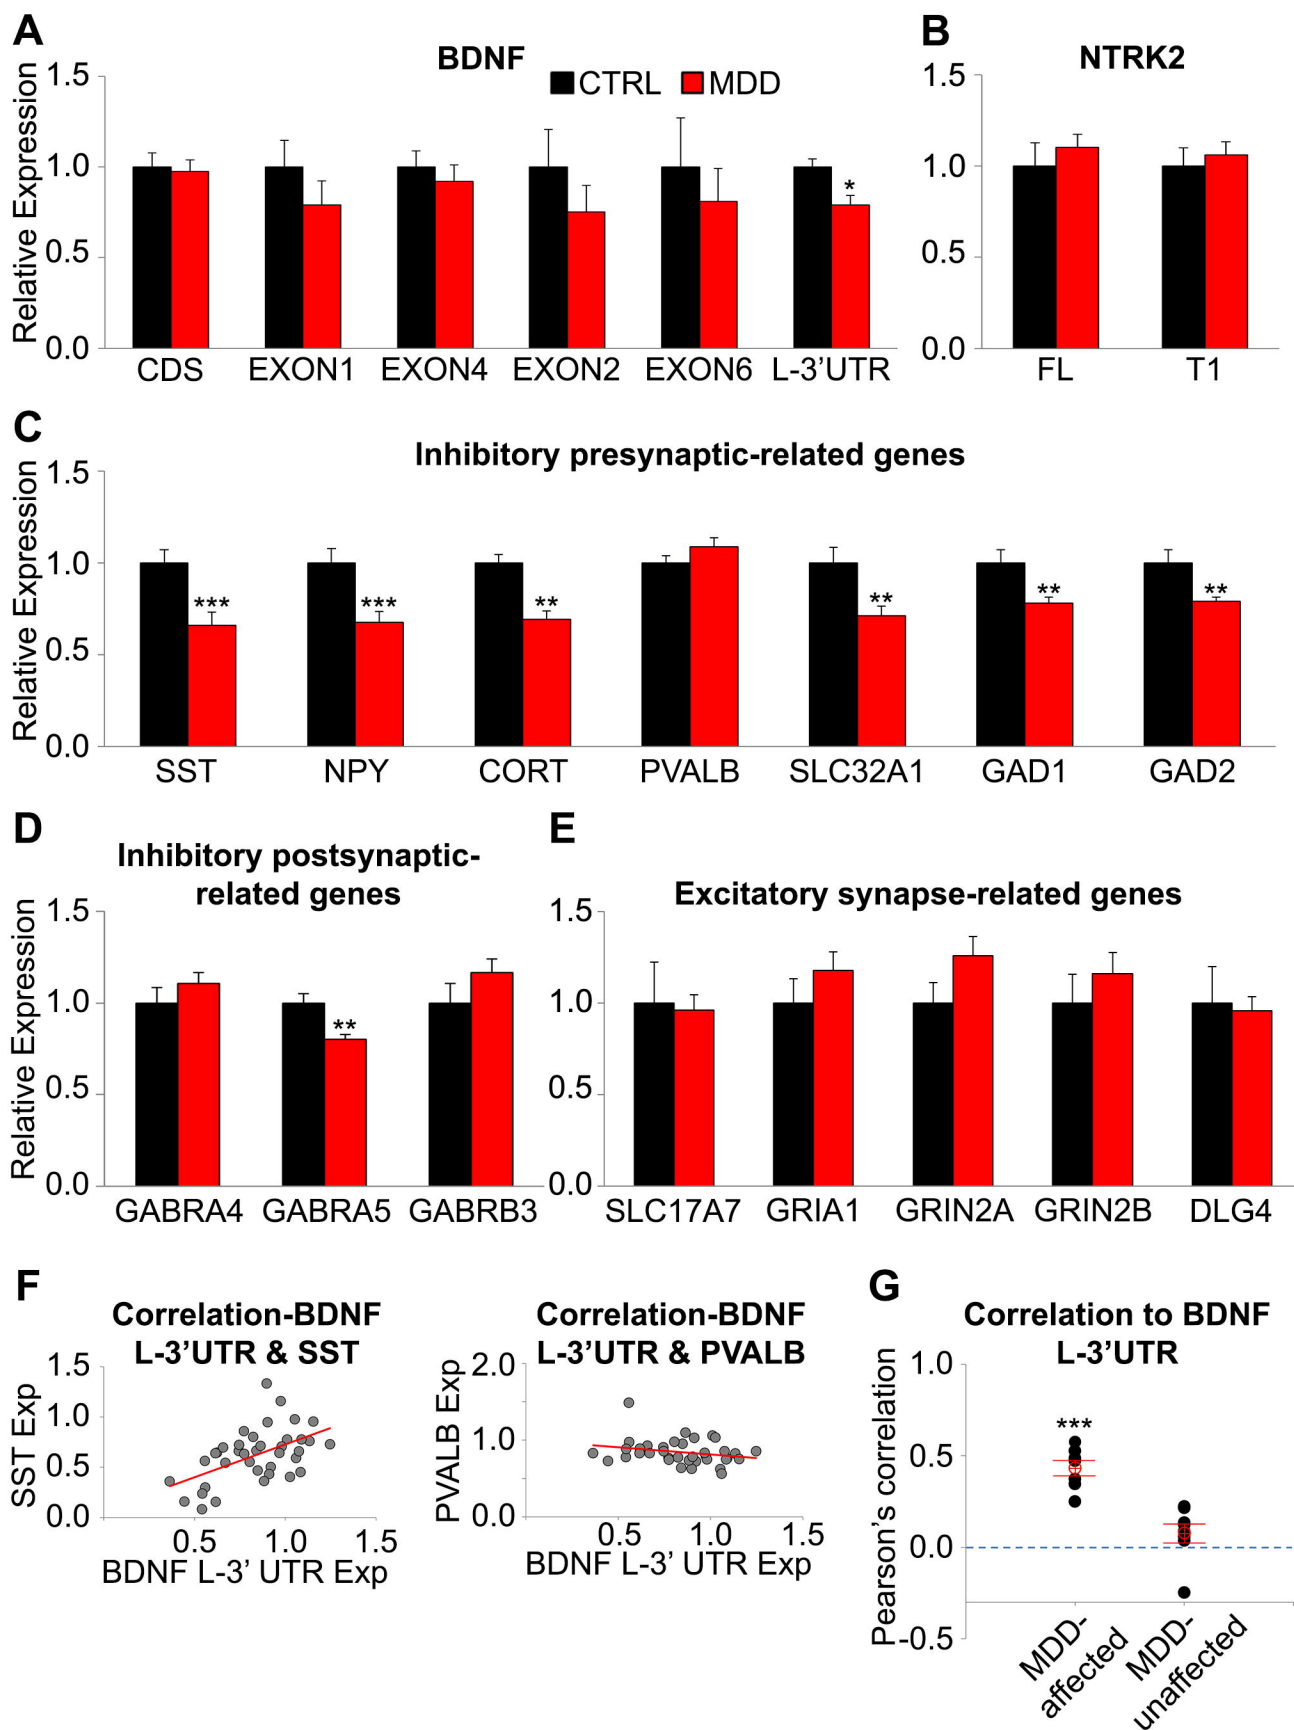 A
BDNF
CTRL MDD
Relative Expression
1.5
1.0
0.5
0.0
*
CDS EXON1 EXON4 EXON2 EXON6 L-3’UTR
B
NTRK2
1.5
1.0
0.5
0.0
FL T1
C
Inhibitory presynaptic-related genes
Relative Expression
1.5
1.0
0.5
0.0
*** *** ** ** ** **
SST NPY CORT PVALB SLC32A1 GAD1 GAD2
D
Inhibitory postsynaptic-
related genes
Relative Expression
1.5
1.0
0.5
0.0
**
GABRA4 GABRA5 GABRB3
E
Excitatory synapse-related genes
1.5
1.0
0.5
0.0
SLC17A7 GRIA1 GRIN2A GRIN2B DLG4
F
Correlation-BDNF
L-3’UTR & SST
SST Exp
1.5
1.0
0.5
0.0
0.5 1.0 1.5
BDNF L-3’ UTR Exp
Correlation-BDNF
L-3’UTR & PVALB
PVALB Exp
2.0
1.0
0.0
0.5 1.0 1.5
BDNF L-3’ UTR Exp
G
Correlation to BDNF
L-3’UTR
Pearson’s correlation
1.0
0.5
0.0
-0.5
***
MDD-
affected
MDD-
unaffected